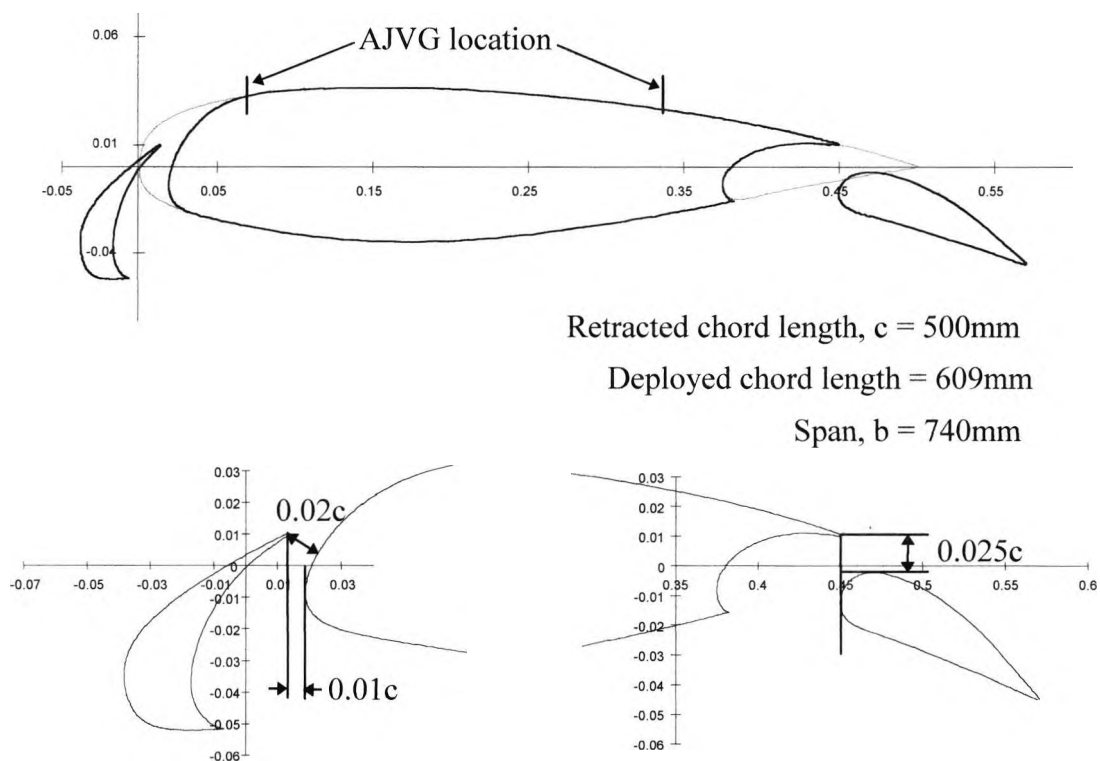 0.06
AJVG location
0.01
-0.05 0.05 0.15 0.25 0.35 0.45 0.55
-0.04
Retracted chord length, c = 500mm
Deployed chord length = 609mm
Span, b = 740mm
0.03
0.02
0.02c
0.01
0
-0.07 -0.05 -0.03 -0.01 0.01 0.03
-0.01
-0.02
-0.03
-0.04
0.01c
-0.05
-0.06
0.03
0.02
0.01
0.025c
0
0.35 0.4 0.45 0.5 0.55 0.6
-0.01
-0.02
-0.03
-0.04
-0.05
-0.06